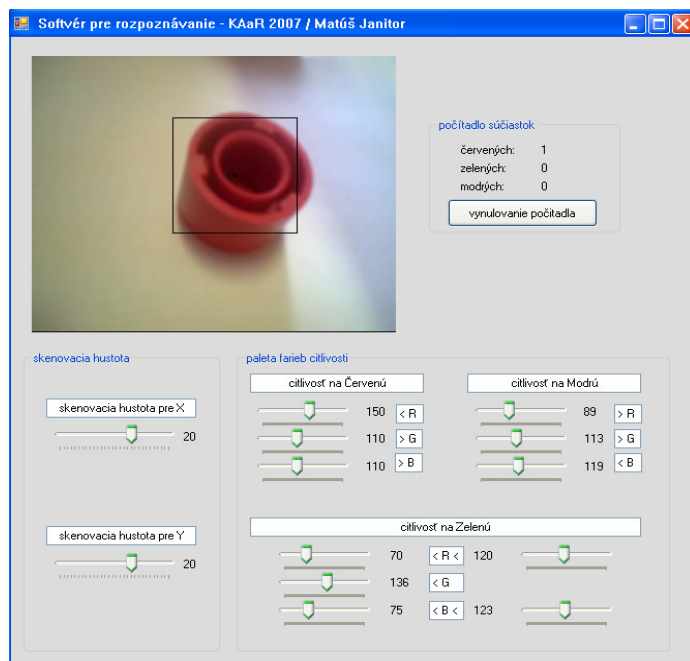 Softvér pre rozpoznávanie - KAaR 2007 / Matúš Janitor
počítadlo súčiastok
červených: 1
zelených: 0
modrých: 0
vynulovanie počitadla
skenovacia hustota
skenovacia hustota pre X
20
skenovacia hustota pre Y
20
paleta farieb citlivosti
citlivosť na Červenú
150 < R
110 > G
110 > B
citlivosť na Modrú
89 > R
113 > G
119 < B
citlivosť na Zelenú
70 < R < 120
136 < G
75 < B < 123